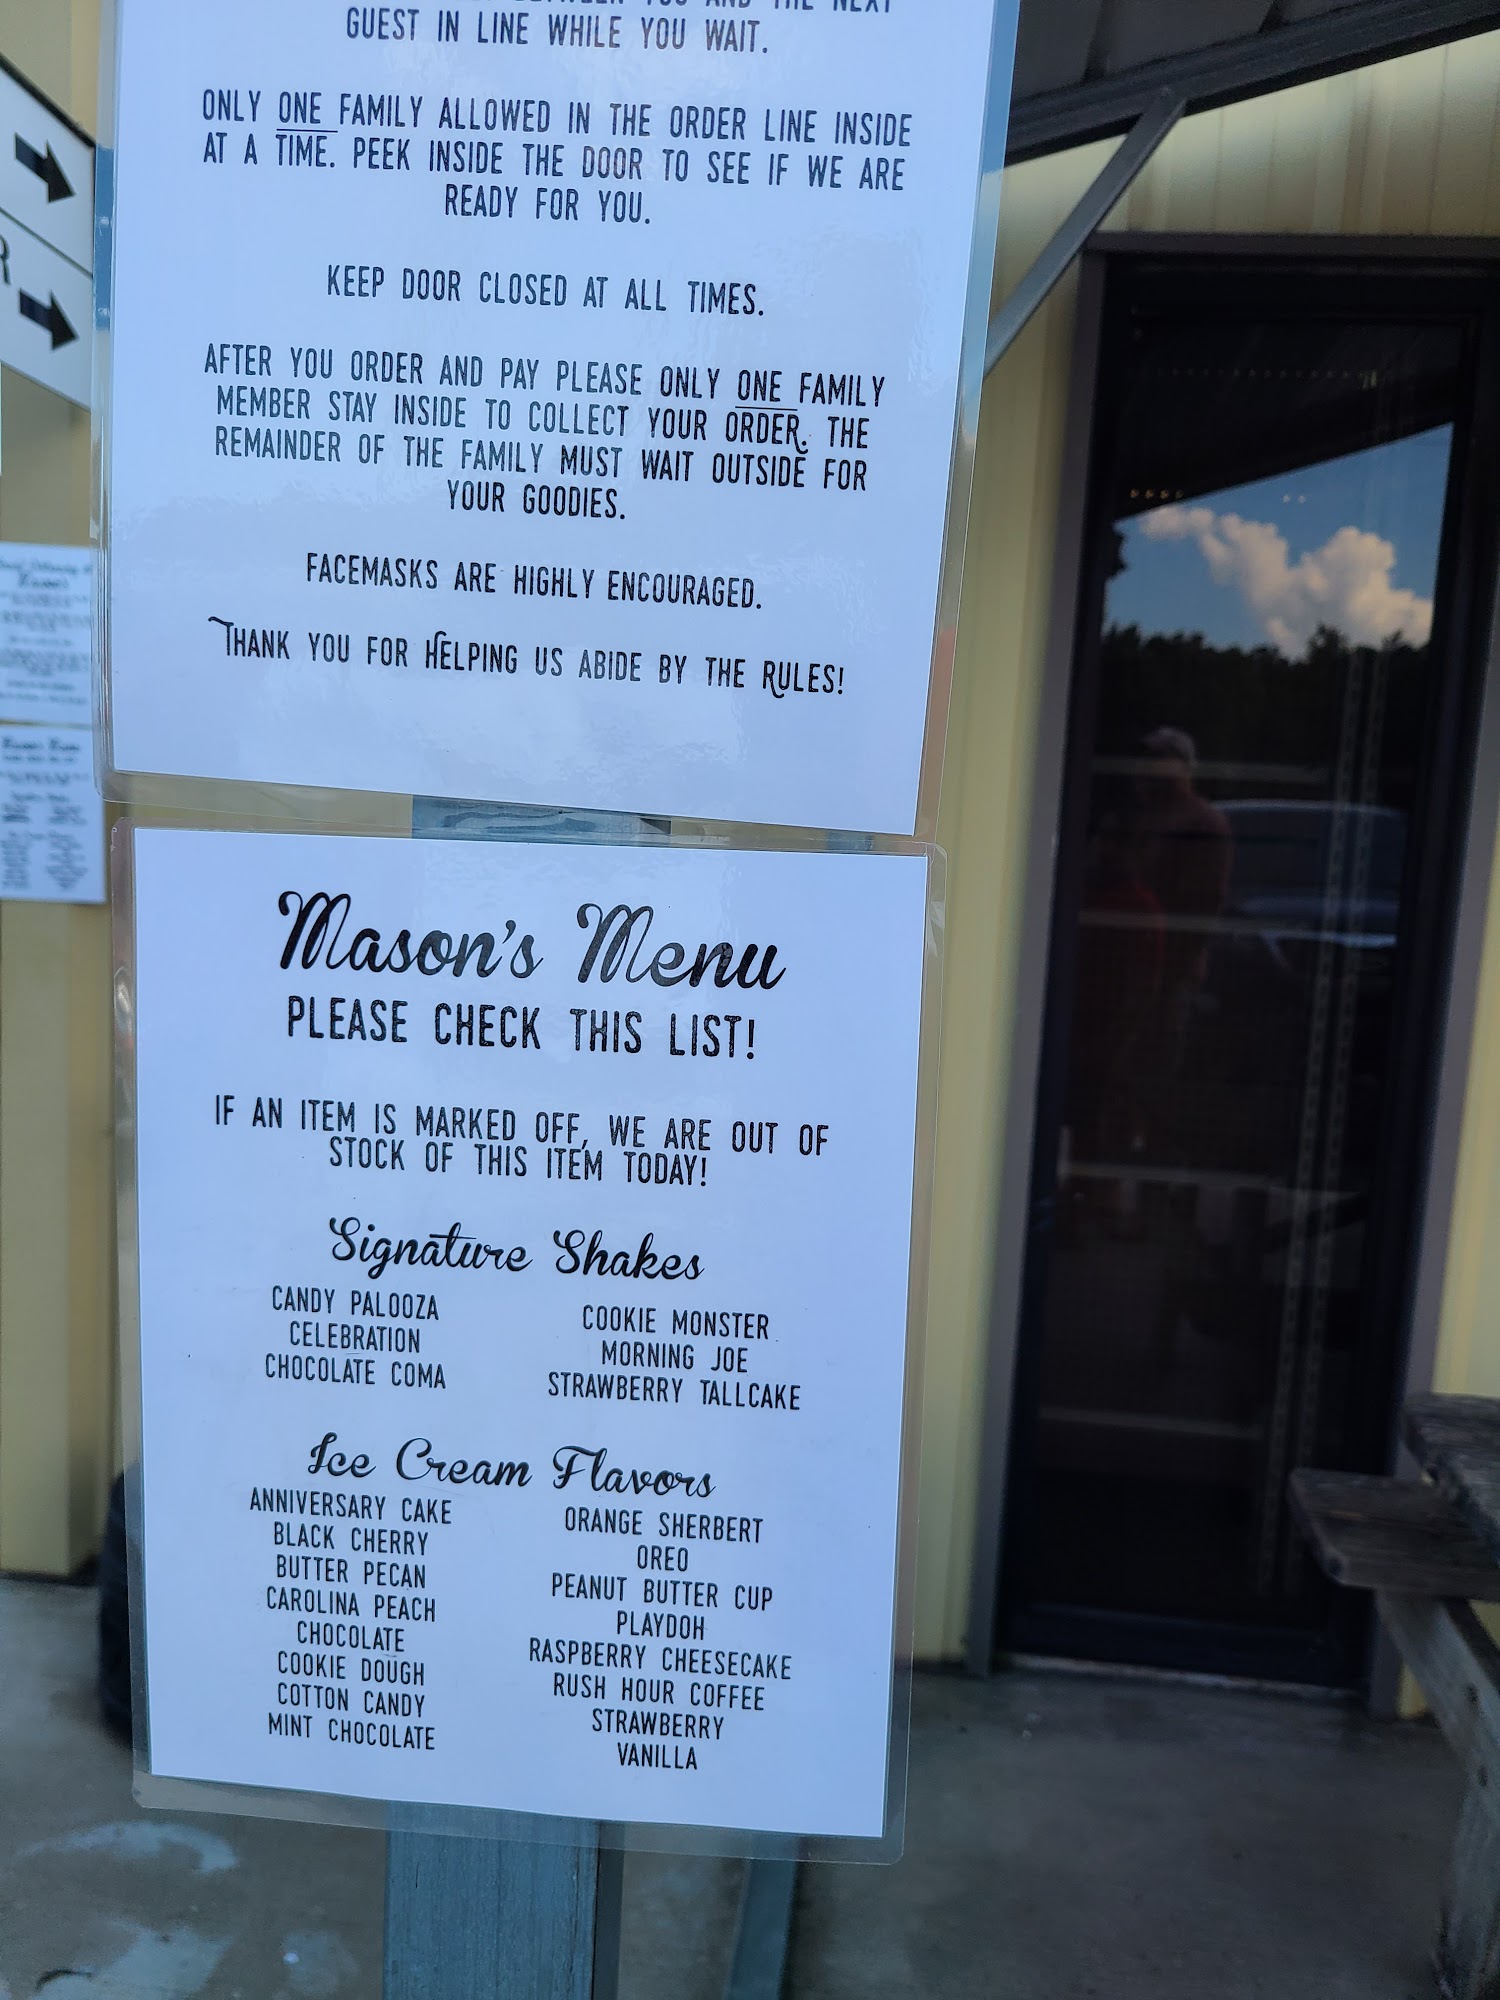 BETWEEN YOU AND THE NEXT
GUEST IN LINE WHILE YOU WAIT.
ONLY ONE FAMILY ALLOWED IN THE ORDER LINE INSIDE
AT A TIME. PEEK INSIDE THE DOOR TO SEE IF WE ARE
READY FOR YOU.
KEEP DOOR CLOSED AT ALL TIMES.
AFTER YOU ORDER AND PAY PLEASE ONLY ONE FAMILY
MEMBER STAY INSIDE TO COLLECT YOUR ORDER. THE
REMAINDER OF THE FAMILY MUST WAIT OUTSIDE FOR
YOUR GOODIES.
FACEMASKS ARE HIGHLY ENCOURAGED.
THANK YOU FOR HELPING US ABIDE BY THE RULES!
Mason's Menu
PLEASE CHECK THIS LIST!
IF AN ITEM IS MARKED OFF, WE ARE OUT OF
STOCK OF THIS ITEM TODAY!
Signature Shakes
CANDY PALOOZA
CELEBRATION
CHOCOLATE COMA
COOKIE MONSTER
MORNING JOE
STRAWBERRY TALLCAKE
Ice Cream Flavors
ANNIVERSARY CAKE
BLACK CHERRY
BUTTER PECAN
CAROLINA PEACH
CHOCOLATE
COOKIE DOUGH
COTTON CANDY
MINT CHOCOLATE
ORANGE SHERBERT
OREO
PEANUT BUTTER CUP
PLAYDOH
RASPBERRY CHEESECAKE
RUSH HOUR COFFEE
STRAWBERRY
VANILLA